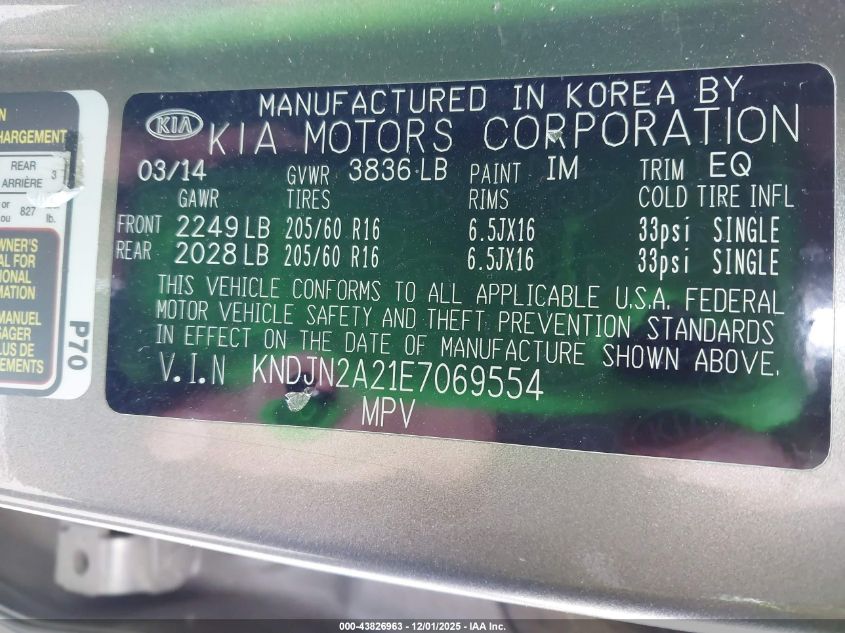 MANUFACTURED IN KOREA BY
KIA KIA MOTORS CORPORATION
03/14 GVWR 3836 LB PAINT IM TRIM EQ
GAWR TIRES RIMS COLD TIRE INFL
FRONT 2249 LB 205/60 R16 6.5JX16 33psi SINGLE
REAR 2028 LB 205/60 R16 6.5JX16 33psi SINGLE
THIS VEHICLE CONFORMS TO ALL APPLICABLE U.S.A. FEDERAL
MOTOR VEHICLE SAFETY AND THEFT PREVENTION STANDARDS
IN EFFECT ON THE DATE OF MANUFACTURE SHOWN ABOVE.
V.I.N KNDJN2A21E7069554
MPV
REAR
ARRIÈRE 3
or
ou 827 lb.
P70
000-43826963 - 12/01/2025 - IAA Inc.